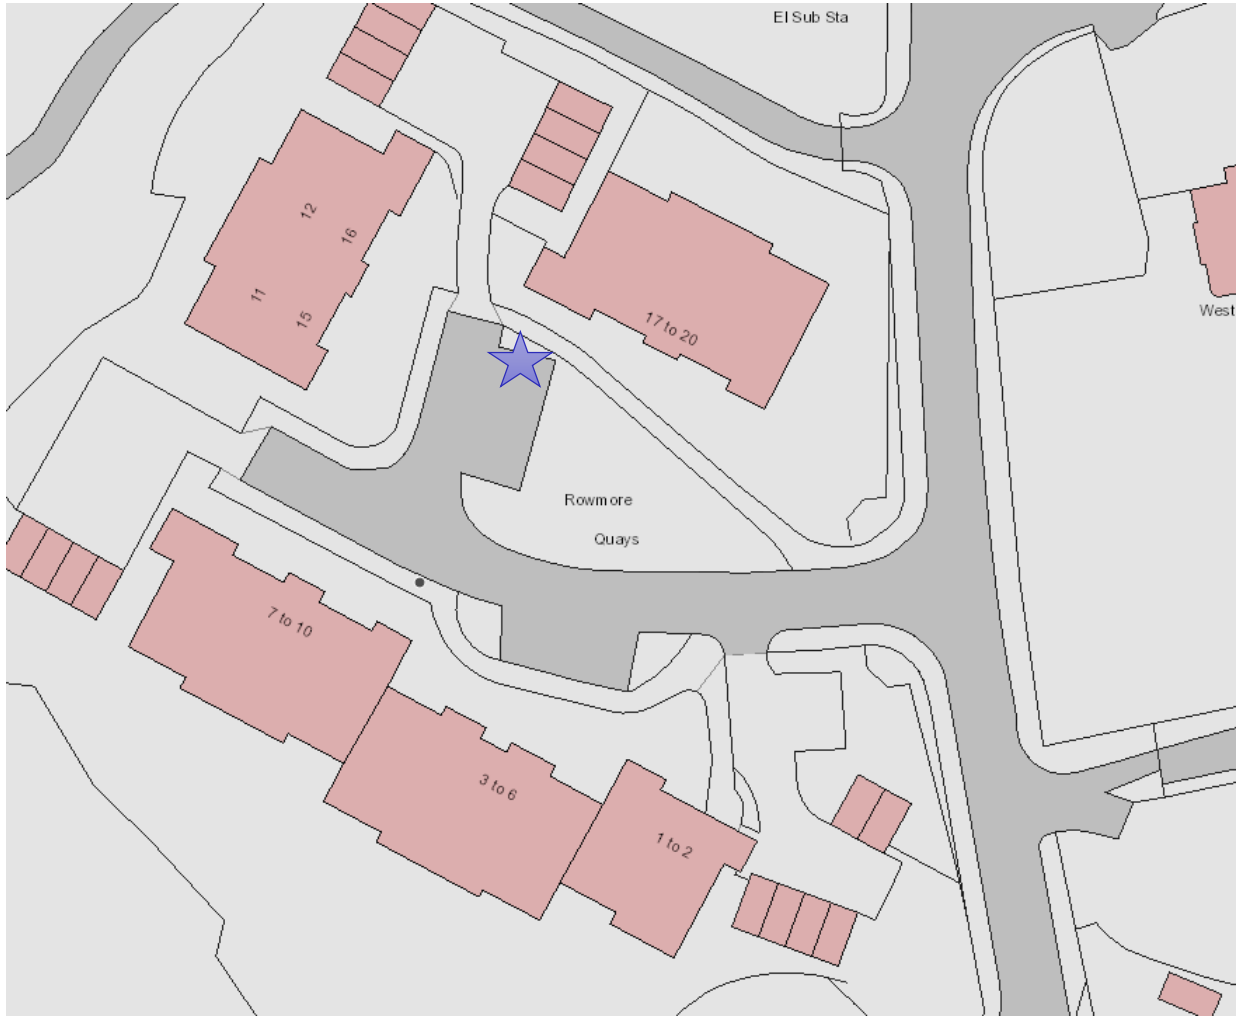 El Sub Sta
12
16
11
15
17 to 20
West
Rowmore
Quays
7 to 10
3 to 6
1 to 2